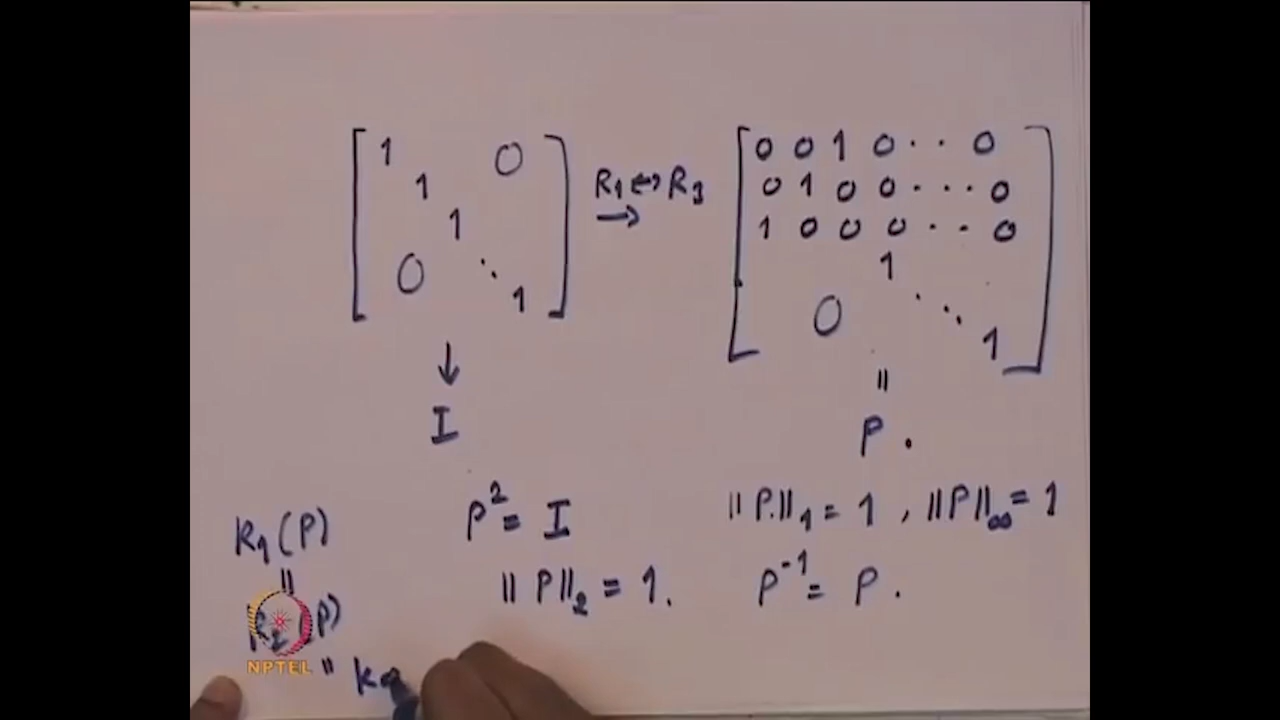 [1 0 1 1 0 ⋱ 1] R₁↔R₃ → [0 0 1 0 · · 0
0 1 0 0 · · · 0
1 0 0 0 · · · 0
1
0 ⋱ 1]
↓ ॥
I P.
P² = I ||P||₁ = 1, ||P||∞ = 1
K₁(P) ||P||₂ = 1. P⁻¹ = P.
॥
K₂(P)
॥ K∞
NPTEL